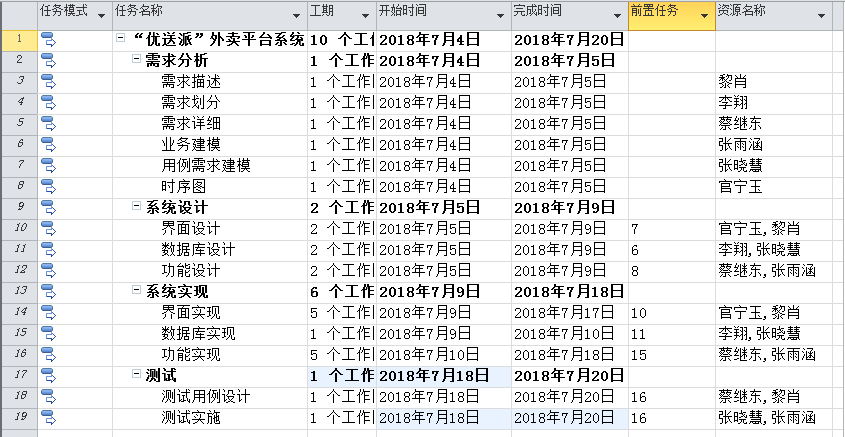 任务模式 任务名称 工期 开始时间 完成时间 前置任务 资源名称
1 “优送派”外卖平台系统 10 个工作 2018年7月4日 2018年7月20日
2 需求分析 1 个工作 2018年7月4日 2018年7月5日
3 需求描述 1 个工作 2018年7月4日 2018年7月5日 黎肖
4 需求划分 1 个工作 2018年7月4日 2018年7月5日 李翔
5 需求详细 1 个工作 2018年7月4日 2018年7月5日 蔡继东
6 业务建模 1 个工作 2018年7月4日 2018年7月5日 张雨涵
7 用例需求建模 1 个工作 2018年7月4日 2018年7月5日 张晓慧
8 时序图 1 个工作 2018年7月4日 2018年7月5日 官宁玉
9 系统设计 2 个工作 2018年7月5日 2018年7月9日
10 界面设计 2 个工作 2018年7月5日 2018年7月9日 7 官宁玉,黎肖
11 数据库设计 2 个工作 2018年7月5日 2018年7月9日 6 李翔,张晓慧
12 功能设计 2 个工作 2018年7月5日 2018年7月9日 8 蔡继东,张雨涵
13 系统实现 6 个工作 2018年7月9日 2018年7月18日
14 界面实现 5 个工作 2018年7月9日 2018年7月17日 10 官宁玉,黎肖
15 数据库实现 1 个工作 2018年7月9日 2018年7月10日 11 李翔,张晓慧
16 功能实现 5 个工作 2018年7月10日 2018年7月18日 15 蔡继东,张雨涵
17 测试 1 个工作 2018年7月18日 2018年7月20日
18 测试用例设计 1 个工作 2018年7月18日 2018年7月20日 16 蔡继东,黎肖
19 测试实施 1 个工作 2018年7月18日 2018年7月20日 16 张晓慧,张雨涵